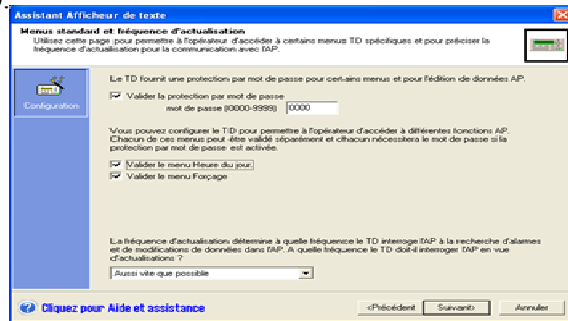 Assistant Afficheur de texte
Menus standard et fréquence d'actualisation
Utilisez cette page pour permettre à l'opérateur d'accéder à certains menus TD spécifiques et pour préciser la
fréquence d'actualisation pour la communication avec l'AP.
Configuration
Le TD fournit une protection par mot de passe pour certains menus et pour l'édition de données AP.
Valider la protection par mot de passe
mot de passe (0000-9999) 0000
Vous pouvez configurer le TD pour permettre à l'opérateur d'accéder à différentes fonctions AP.
Chacun de ces menus peut être validé séparément et chacun nécessitera le mot de passe si la
protection par mot de passe est activée.
Valider le menu Heure du jour.
Valider le menu Forçage
La fréquence d'actualisation détermine à quelle fréquence le TD interroge l'AP à la recherche d'alarmes
et de modifications de données dans l'AP. A quelle fréquence le TD doit-il interroger l'AP en vue
d'actualisations ?
Aussi vite que possible
Cliquez pour Aide et assistance
<Précédent Suivant> Annuler